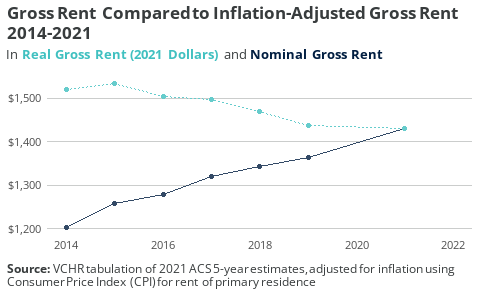 Gross Rent Compared to Inflation-Adjusted Gross Rent
2014-2021
In Real Gross Rent (2021 Dollars) and Nominal Gross Rent
$1,500
$1,400
$1,300
$1,200
2014 2016 2018 2020 2022
Source: VCHR tabulation of 2021 ACS 5-year estimates, adjusted for inflation using
Consumer Price Index (CPI) for rent of primary residence